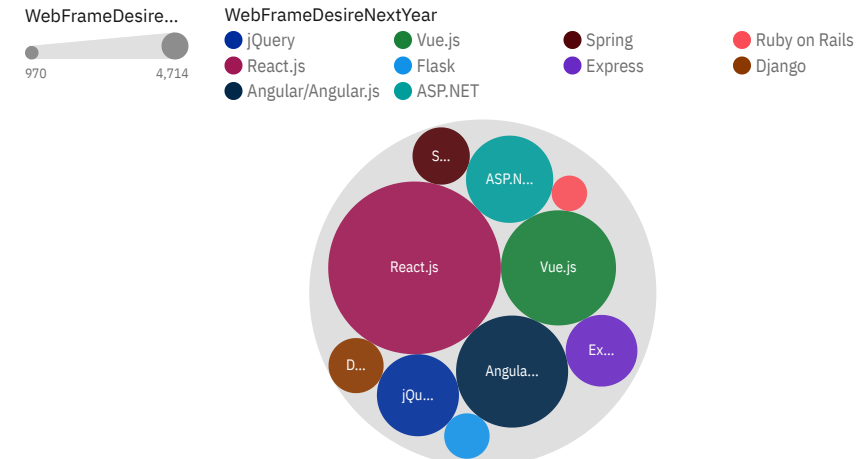 WebFrameDesire...
970
4,714
WebFrameDesireNextYear
jQuery
Vue.js
Spring
Ruby on Rails
React.js
Flask
Express
Django
Angular/Angular.js
ASP.NET
S...
ASP.N...
React.js
Vue.js
Ex...
D...
Angula...
jQu...